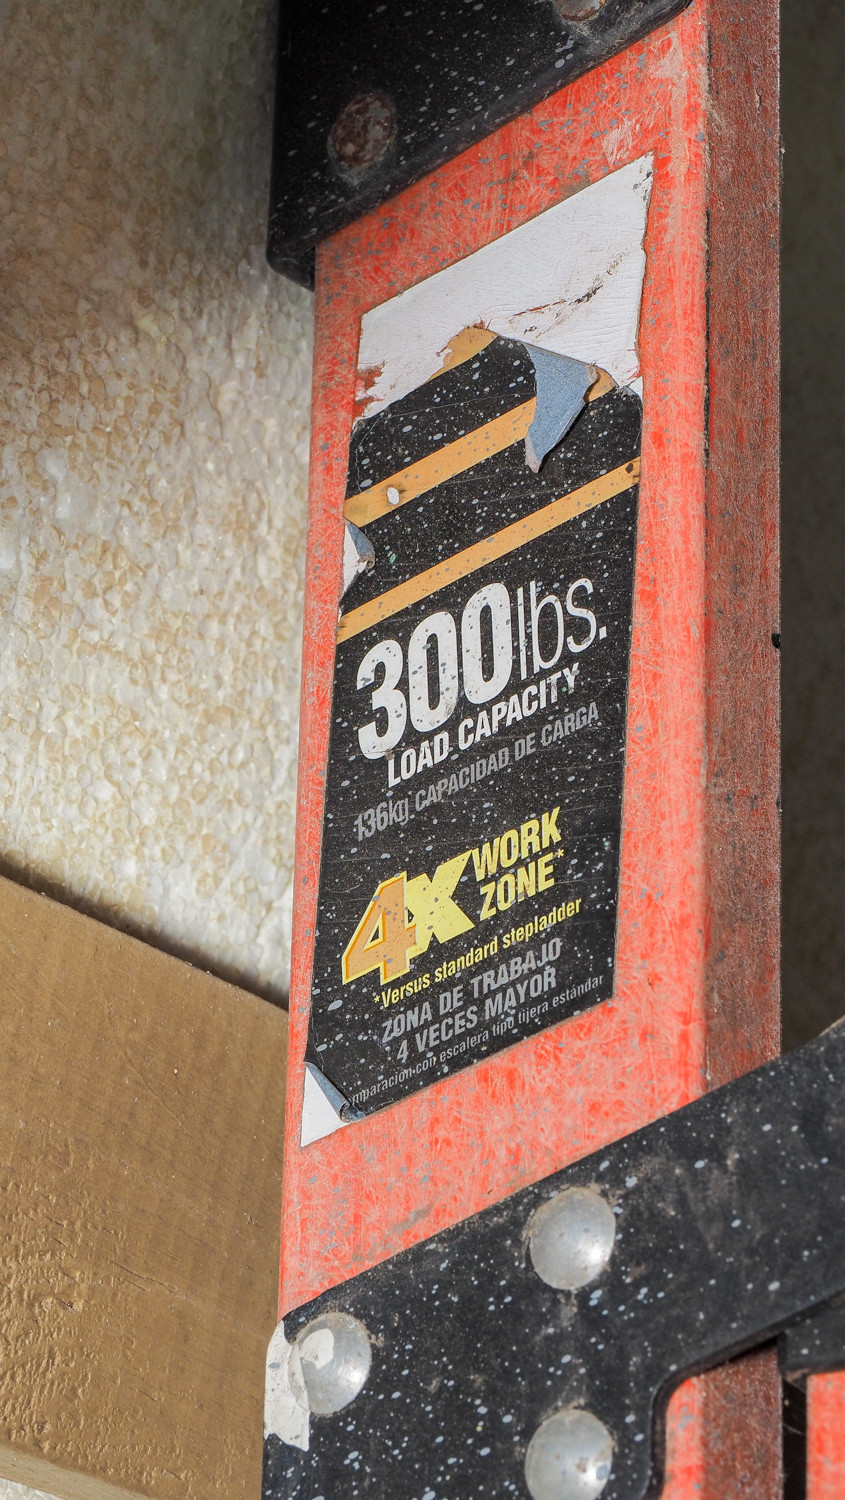 300lbs.
LOAD CAPACITY
136kg CAPACIDAD DE CARGA
4X WORK
ZONE*
*Versus standard stepladder
ZONA DE TRABAJO
4 VECES MAYOR
con escalera tipo tijera estándar